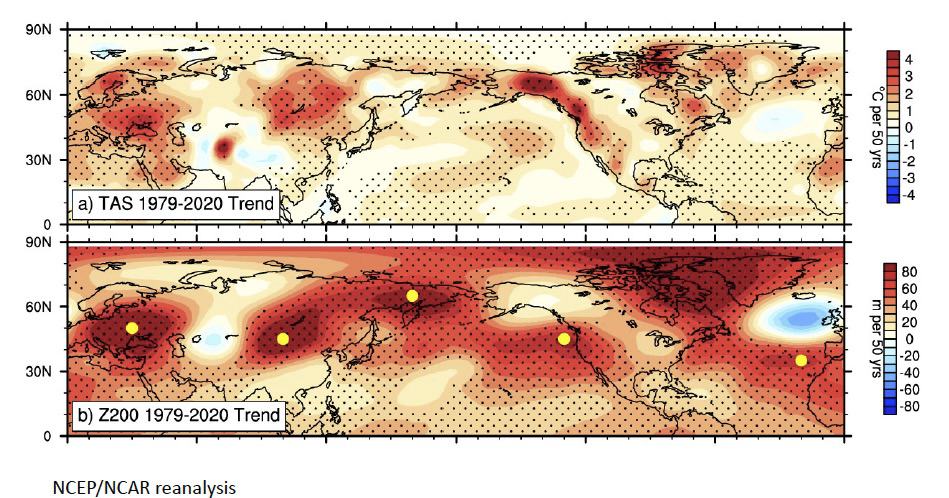 90N
60N
30N
0
a) TAS 1979-2020 Trend
4
3
2
1
0
-1
-2
-3
-4
°C per 50 yrs
90N
60N
30N
0
b) Z200 1979-2020 Trend
80
60
40
20
0
-20
-40
-60
-80
m per 50 yrs
NCEP/NCAR reanalysis